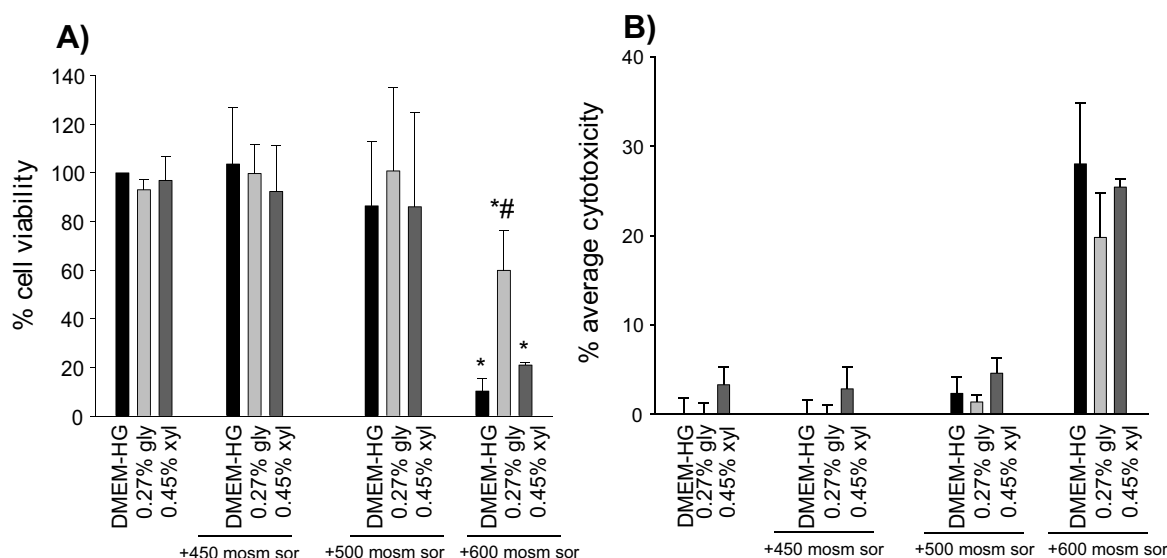 A)
% cell viability
140
120
100
80
60
40
20
0
*
*#
*
DMEM-HG
0.27% gly
0.45% xyl
DMEM-HG
0.27% gly
0.45% xyl
DMEM-HG
0.27% gly
0.45% xyl
DMEM-HG
0.27% gly
0.45% xyl
+450 mosm sor
+500 mosm sor
+600 mosm sor
B)
% average cytotoxicity
40
30
20
10
0
DMEM-HG
0.27% gly
0.45% xyl
DMEM-HG
0.27% gly
0.45% xyl
DMEM-HG
0.27% gly
0.45% xyl
DMEM-HG
0.27% gly
0.45% xyl
+450 mosm sor
+500 mosm sor
+600 mosm sor